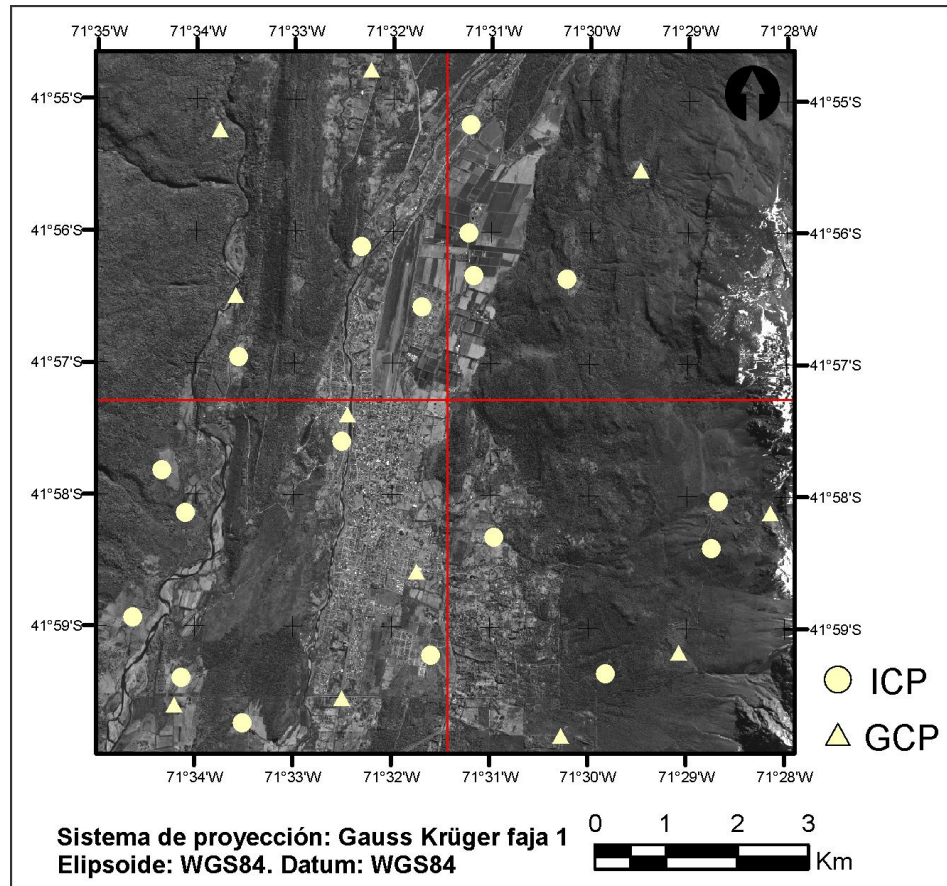 71°35'W 71°34'W 71°33'W 71°32'W 71°31'W 71°30'W 71°29'W 71°28'W
41°55'S 41°55'S
41°56'S 41°56'S
41°57'S 41°57'S
41°58'S 41°58'S
41°59'S 41°59'S
ICP
GCP
71°34'W 71°33'W 71°32'W 71°31'W 71°30'W 71°29'W 71°28'W
Sistema de proyección: Gauss Krüger faja 1
Elipsoide: WGS84. Datum: WGS84
0 1 2 3
Km